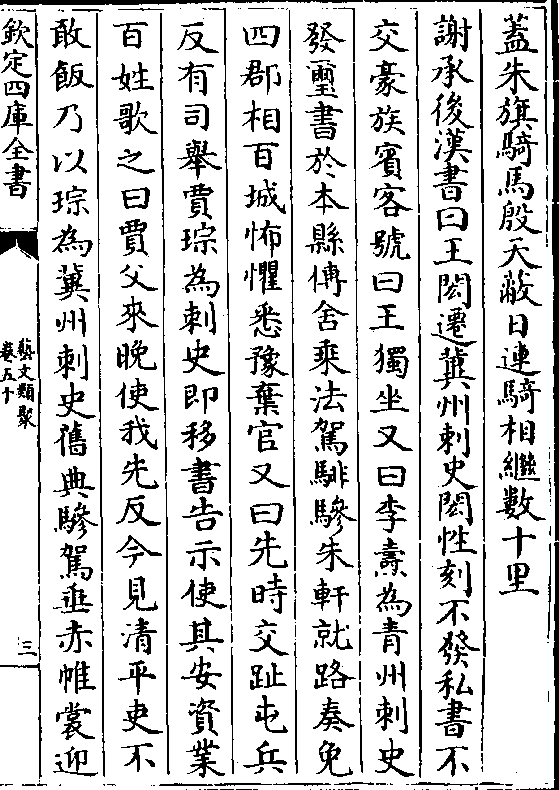 蓋朱旗騎馬殷天蔽日連騎相繼數十里
謝承後漢書曰王閎遷冀州刺史閎性刻不發私書不
交豪族賓客號曰王獨坐又曰李壽為青州刺史
發璽書於本縣傳舍乗法駕騑驂朱軒就路奏免
四郡相百城怖懼悉豫棄官又曰先時交趾屯兵
反有司舉賈琮為刺史即移書告示使其安資業
百姓歌之曰賈父來晚使我先反今見清平吏不
敢飯乃以琮為冀州刺史舊典驂駕垂赤帷裳迎
欽定四庫全書
藝文類聚
卷五十
三